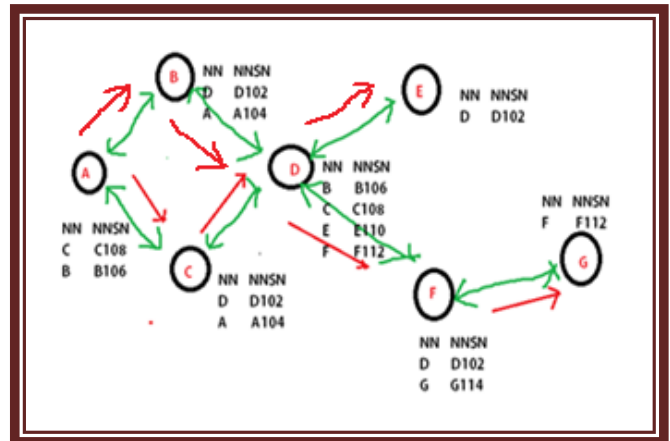 B
NN NNSN
D D102
A A104
E
NN NNSN
D D102
A
NN NNSN
C C108
B B106
D
NN NNSN
B B106
C C108
E E110
F F112
C
NN NNSN
D D102
A A104
NN NNSN
F F112
G
F
NN NNSN
D D102
G G114